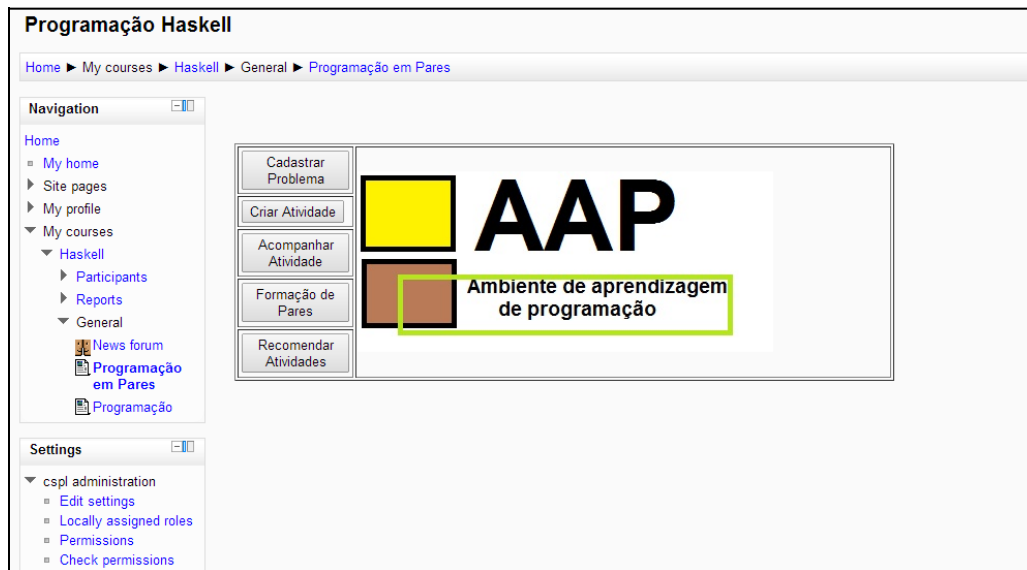 Programação Haskell
Home ► My courses ► Haskell ► General ► Programação em Pares
Navigation
Home
My home
Site pages
My profile
My courses
Haskell
Participants
Reports
General
News forum
Programação
em Pares
Programação
Settings
cspl administration
Edit settings
Locally assigned roles
Permissions
Check permissions
Cadastrar
Problema
Criar Atividade
Acompanhar
Atividade
Formação de
Pares
Recomendar
Atividades
AAP
Ambiente de aprendizagem
de programação